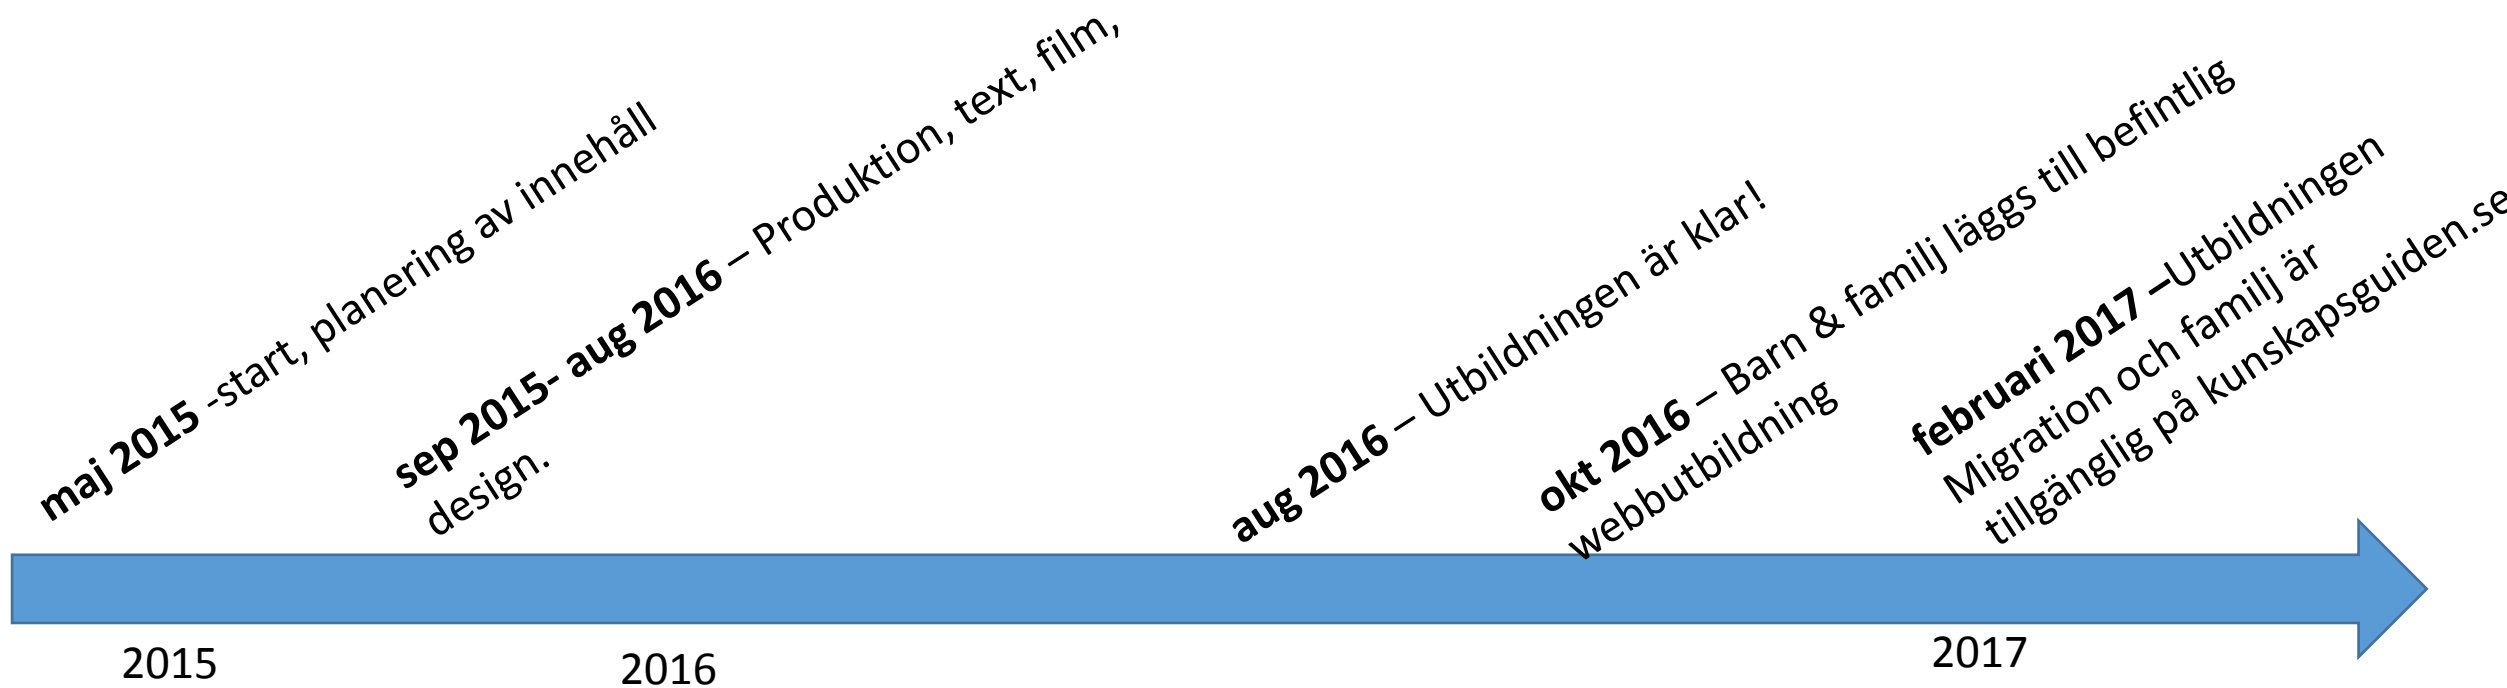 maj 2015 -start, planering av innehåll
sep 2015- aug 2016 – Produktion, text, film,
design.
aug 2016 – Utbildningen är klar!
okt 2016 – Barn & familj läggs till befintlig
webbutbildning
februari 2017 –Utbildningen
Migration och familj är
tillgänglig på kunskapsguiden.se
2015
2016
2017